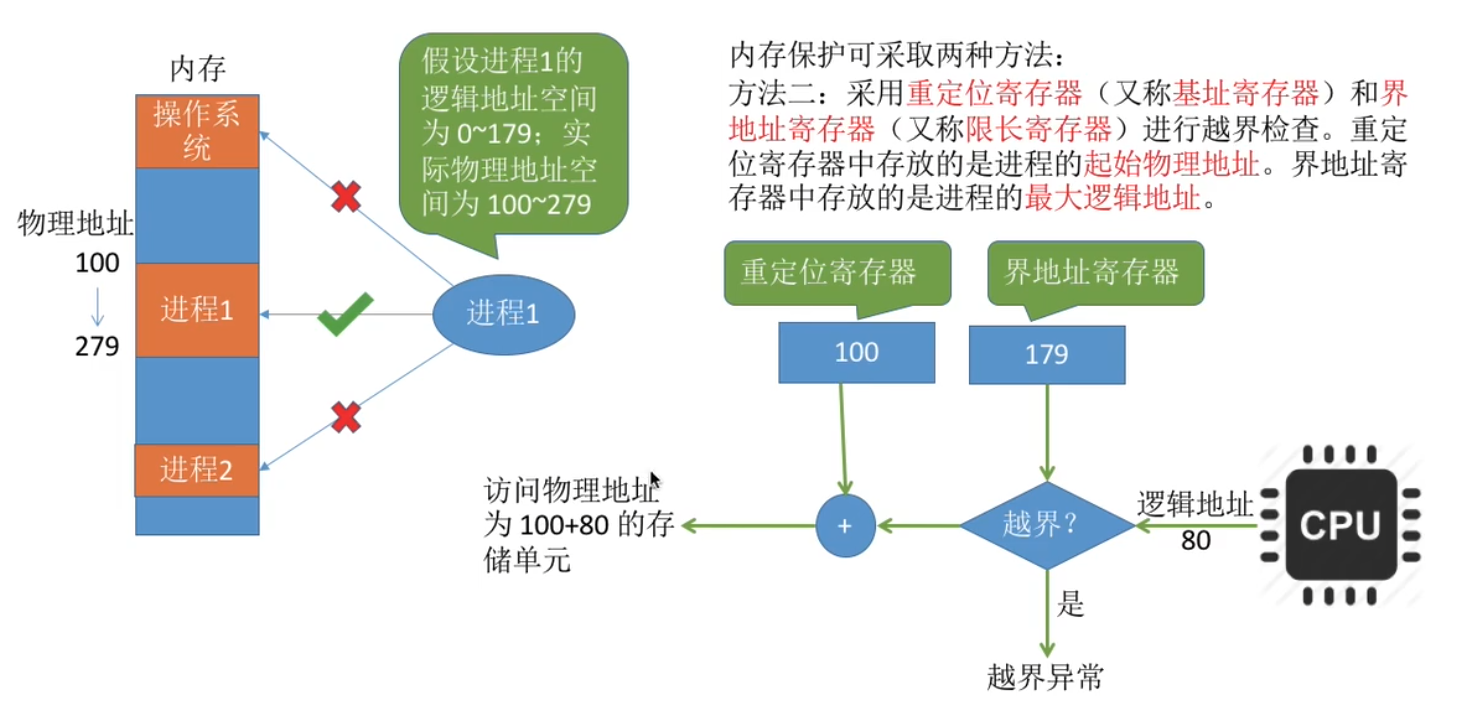 内存
操作系
统
物理地址
100
279
进程1
进程2
假设进程1的
逻辑地址空间
为 0~179；实
际物理地址空
间为 100~279
进程1
内存保护可采取两种方法：
方法二：采用重定位寄存器（又称基址寄存器）和界
地址寄存器（又称限长寄存器）进行越界检查。重定
位寄存器中存放的是进程的起始物理地址。界地址寄
存器中存放的是进程的最大逻辑地址。
重定位寄存器
界地址寄存器
100
179
访问物理地址
为 100+80 的存
储单元
+
越界？
逻辑地址
80
CPU
是
越界异常